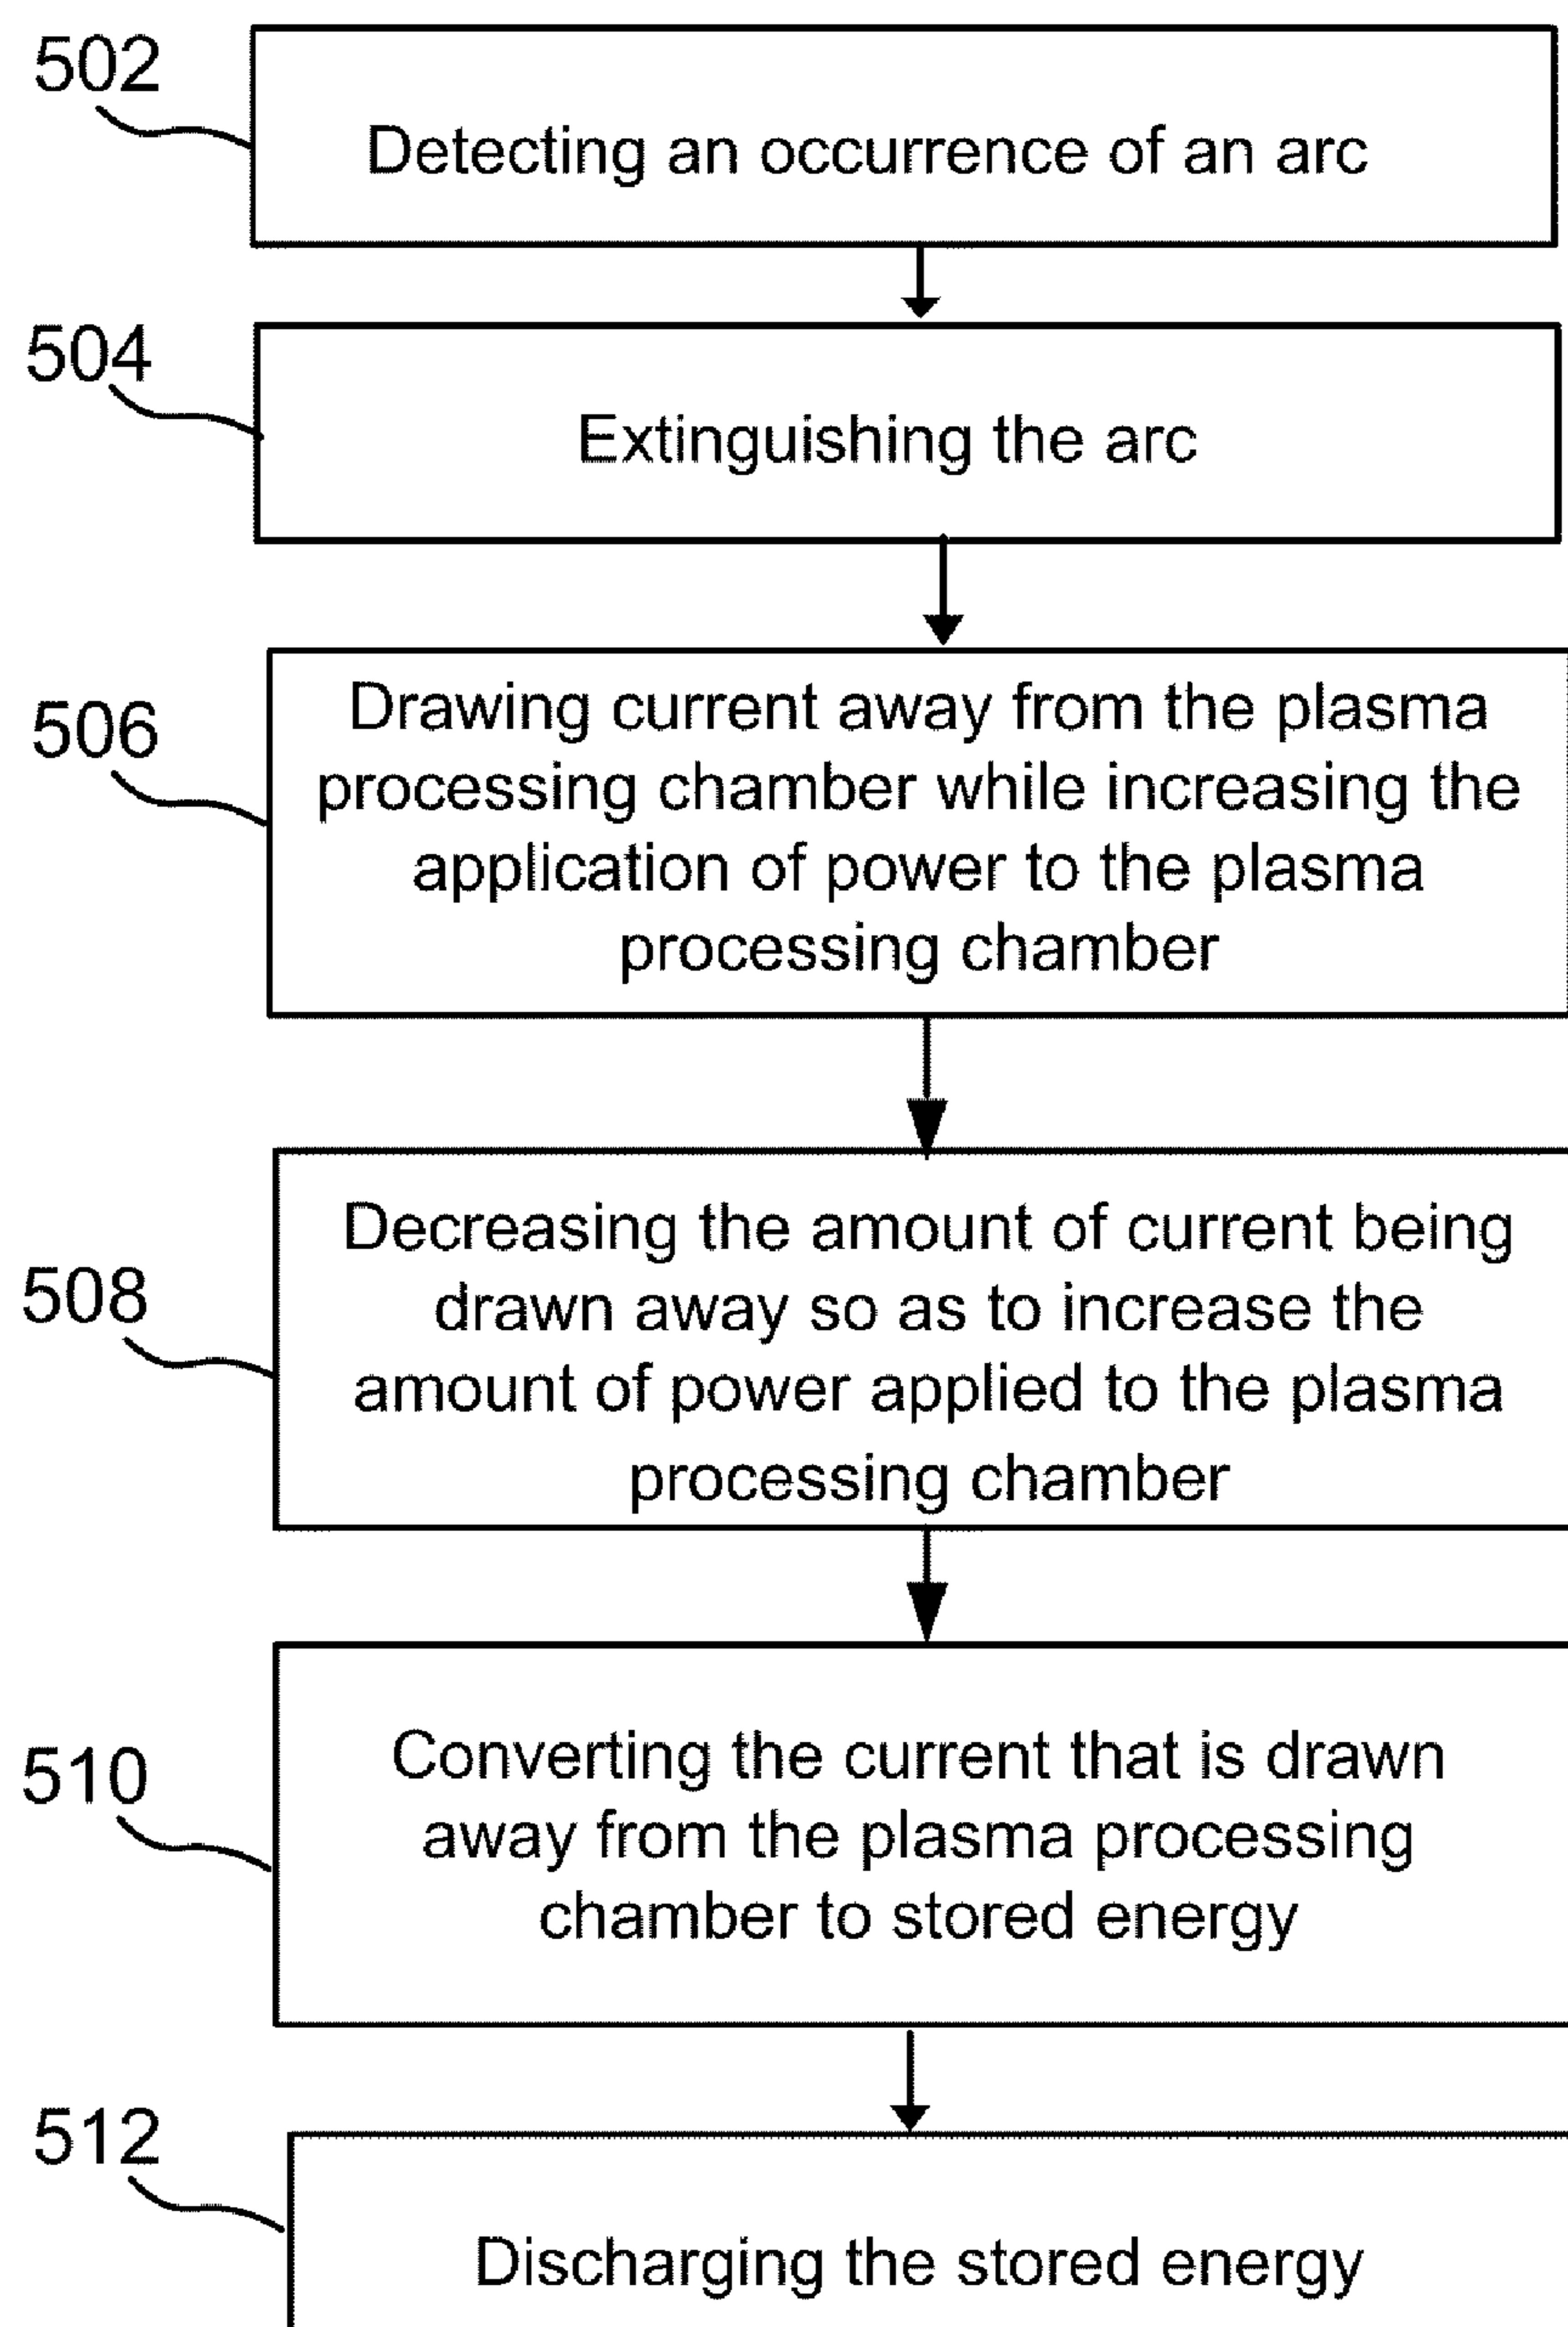 502
Detecting an occurrence of an arc
504
Extinguishing the arc
506
Drawing current away from the plasma
processing chamber while increasing the
application of power to the plasma
processing chamber
508
Decreasing the amount of current being
drawn away so as to increase the
amount of power applied to the plasma
processing chamber
510
Converting the current that is drawn
away from the plasma processing
chamber to stored energy
512
Discharging the stored energy